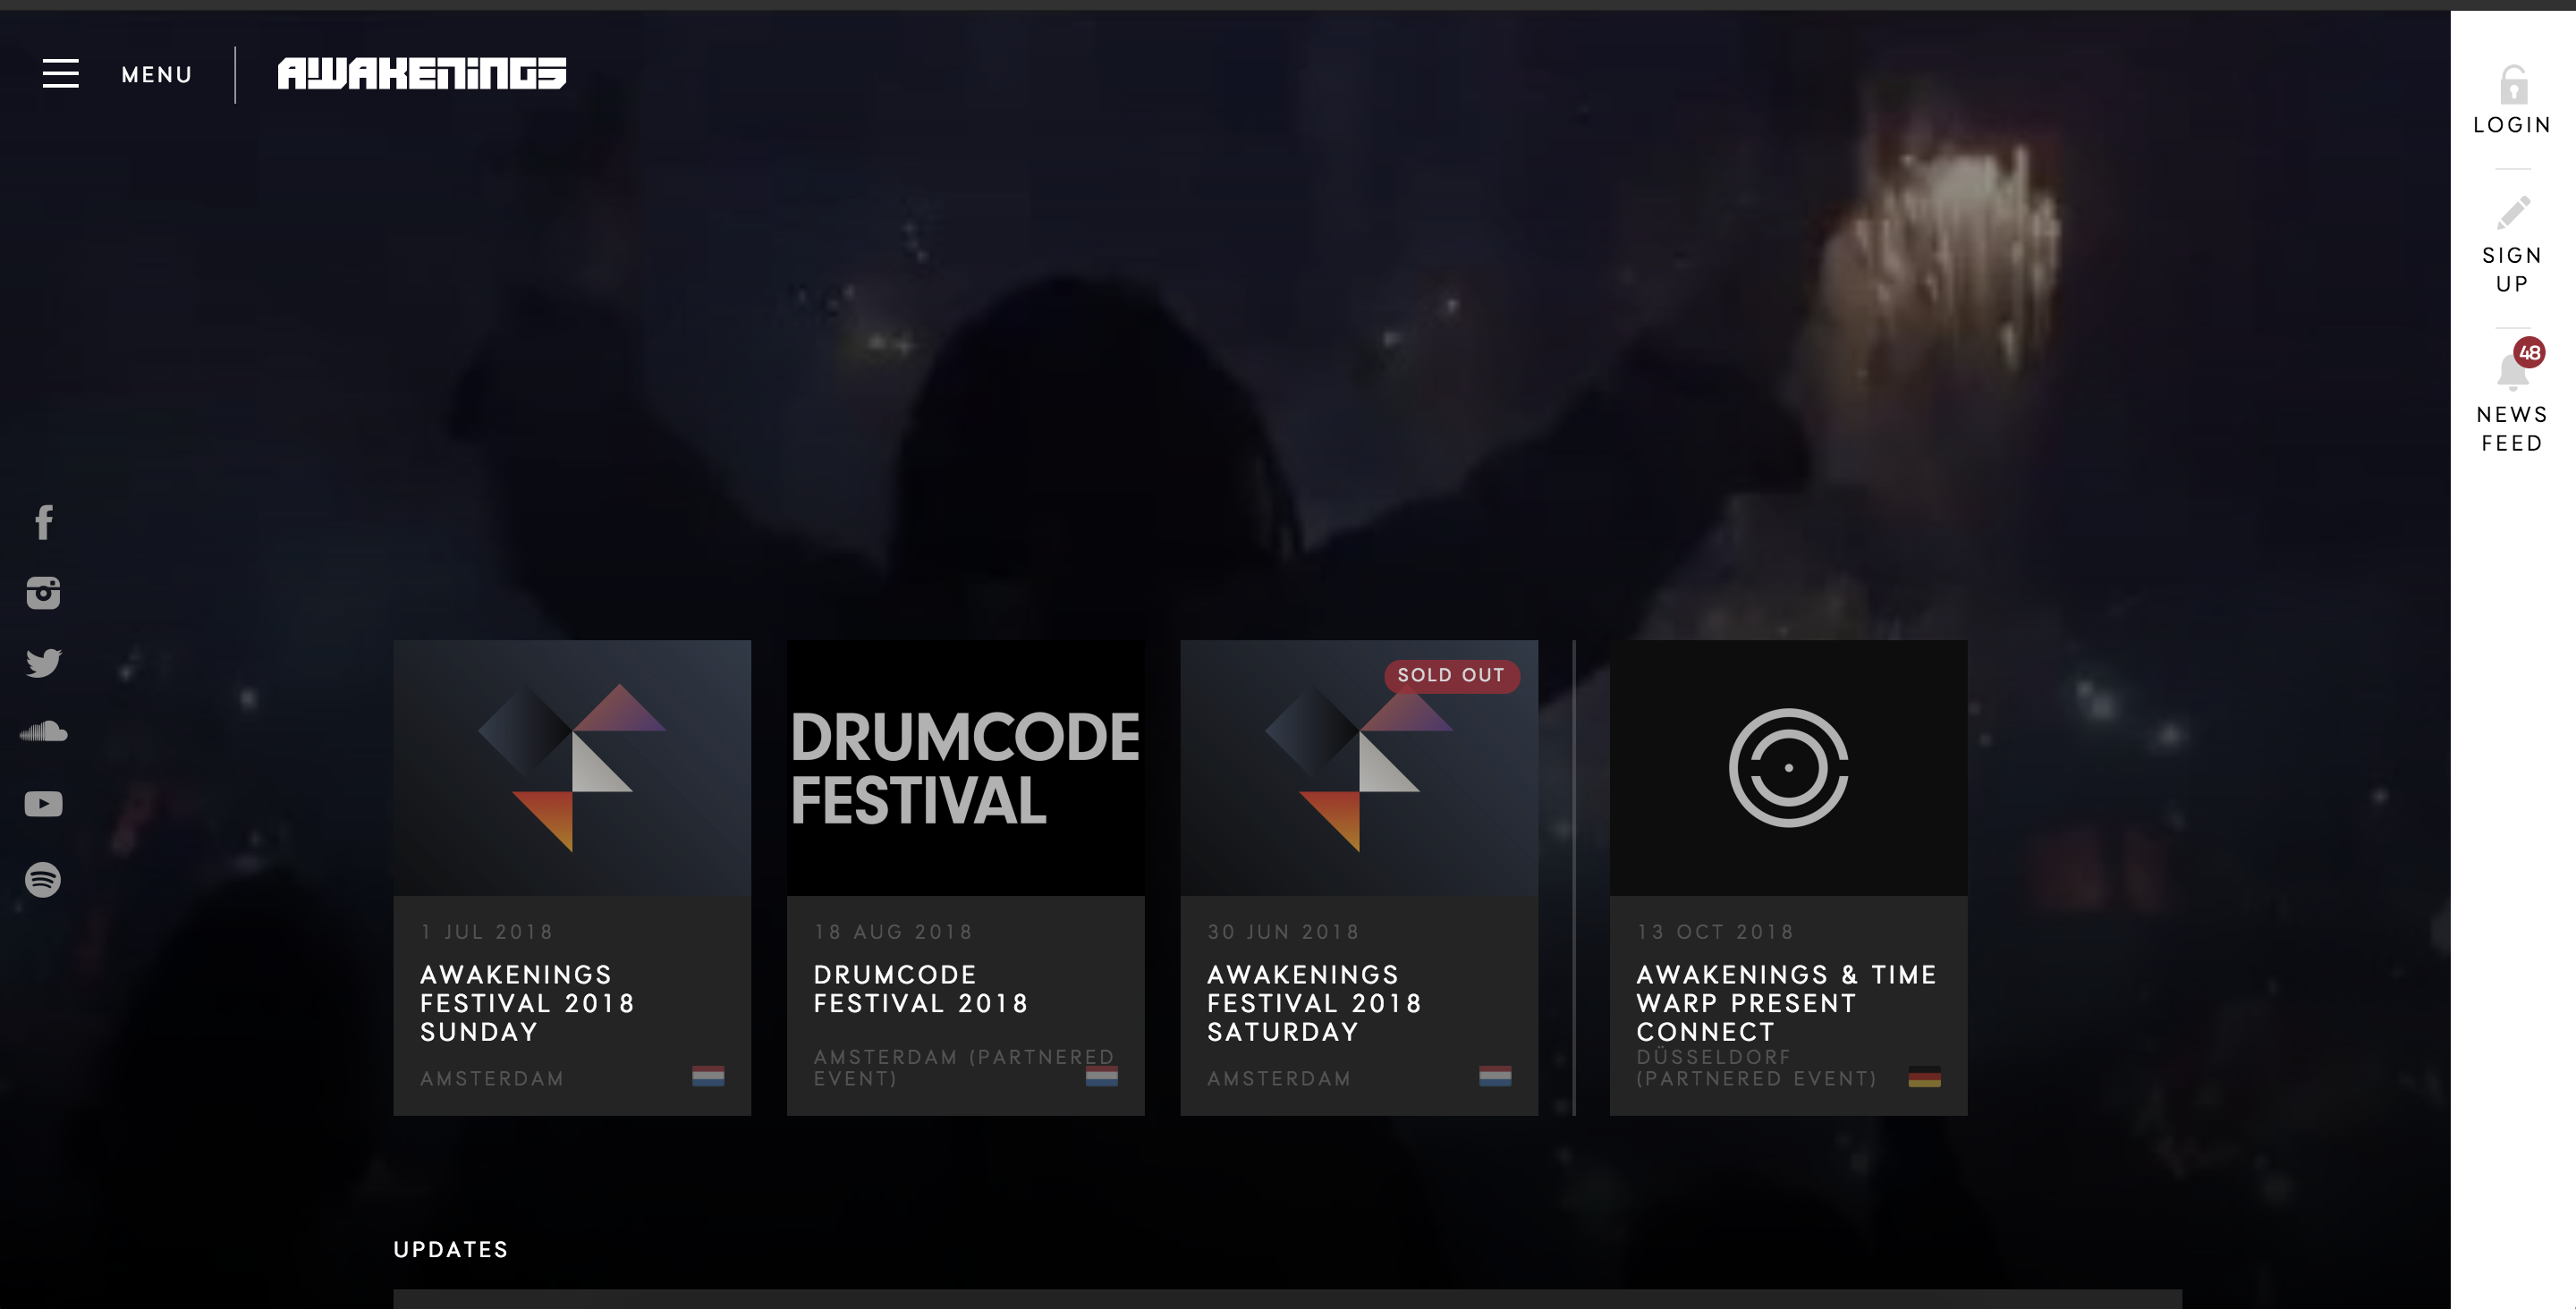 MENU
AWAKENINGS
LOGIN
SIGN
UP
48
NEWS
FEED
DRUMCODE
FESTIVAL
SOLD OUT
1 JUL 2018
AWAKENINGS
FESTIVAL 2018
SUNDAY
AMSTERDAM
18 AUG 2018
DRUMCODE
FESTIVAL 2018
AMSTERDAM (PARTNERED
EVENT)
30 JUN 2018
AWAKENINGS
FESTIVAL 2018
SATURDAY
AMSTERDAM
13 OCT 2018
AWAKENINGS & TIME
WARP PRESENT
CONNECT
DÜSSELDORF
(PARTNERED EVENT)
UPDATES